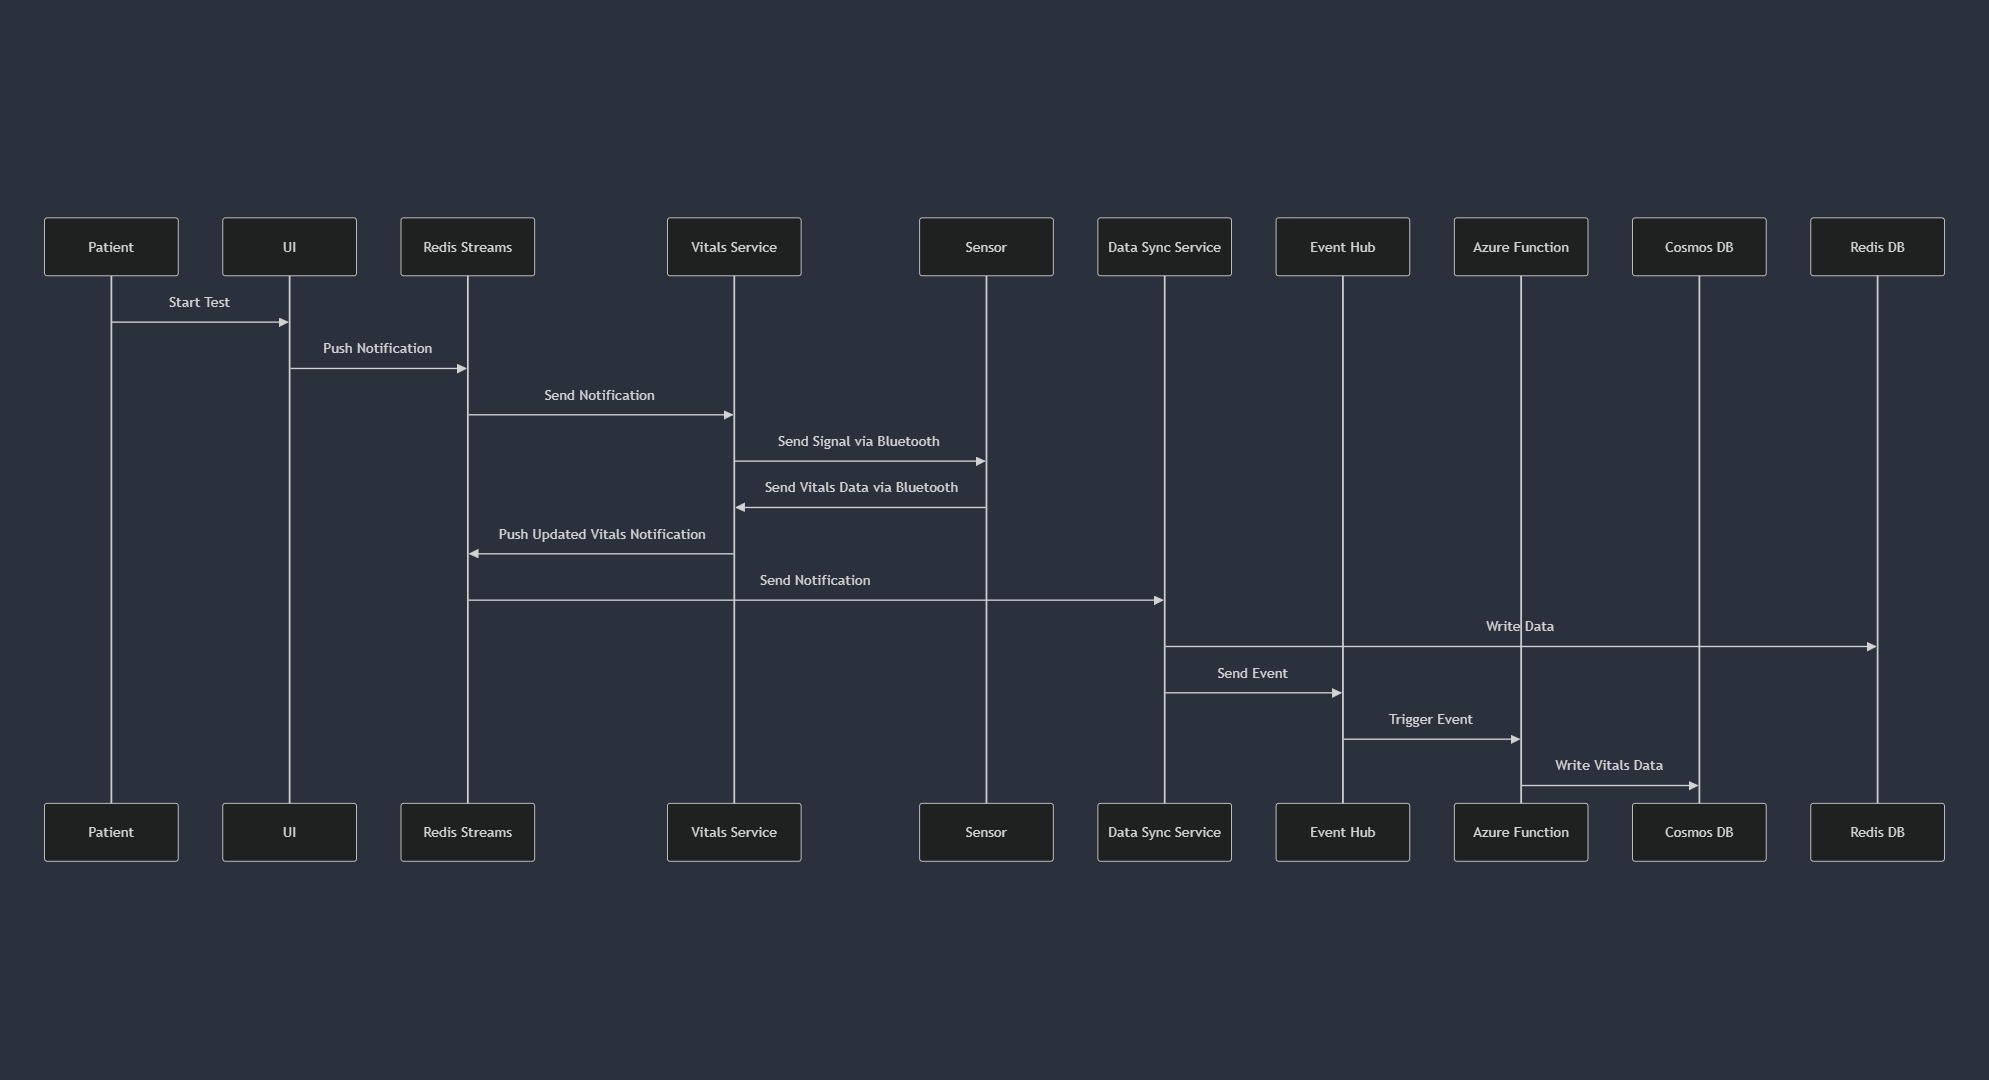 Patient
UI
Redis Streams
Vitals Service
Sensor
Data Sync Service
Event Hub
Azure Function
Cosmos DB
Redis DB
Start Test
Push Notification
Send Notification
Send Signal via Bluetooth
Send Vitals Data via Bluetooth
Push Updated Vitals Notification
Send Notification
Write Data
Send Event
Trigger Event
Write Vitals Data
Patient
UI
Redis Streams
Vitals Service
Sensor
Data Sync Service
Event Hub
Azure Function
Cosmos DB
Redis DB